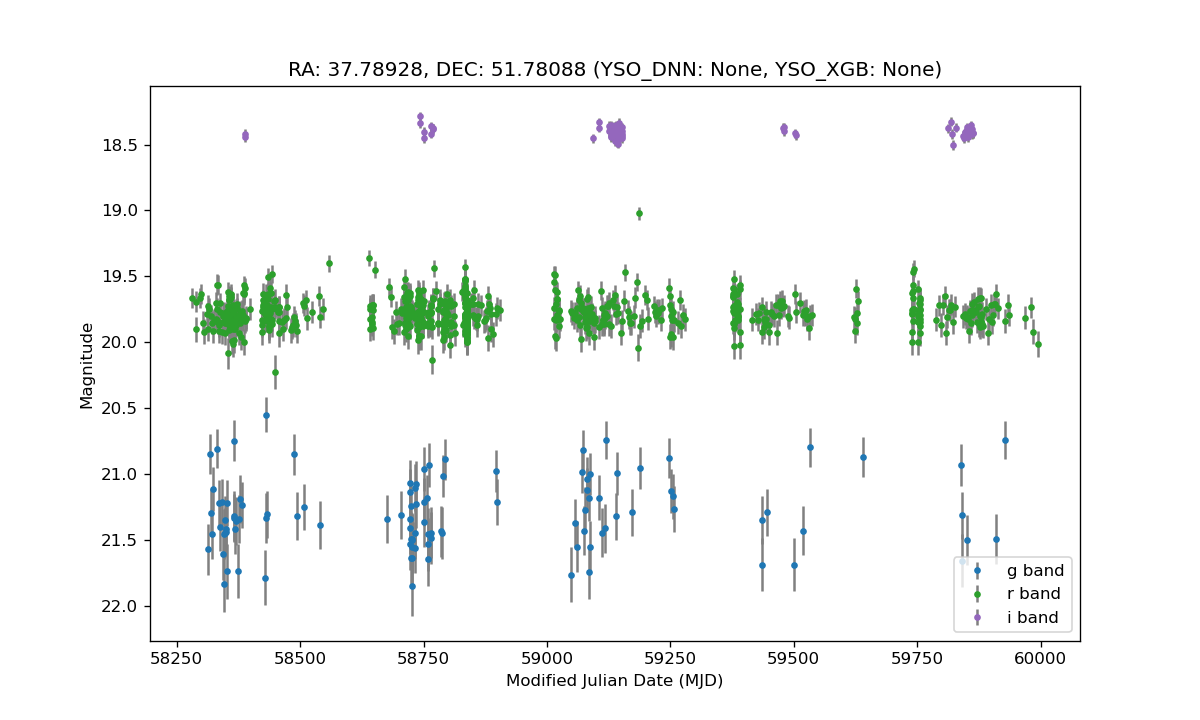 RA: 37.78928, DEC: 51.78088 (YSO_DNN: None, YSO_XGB: None)
18.5
19.0
19.5
20.0
20.5
21.0
21.5
22.0
Magnitude
g band
r band
i band
58250 58500 58750 59000 59250 59500 59750 60000
Modified Julian Date (MJD)